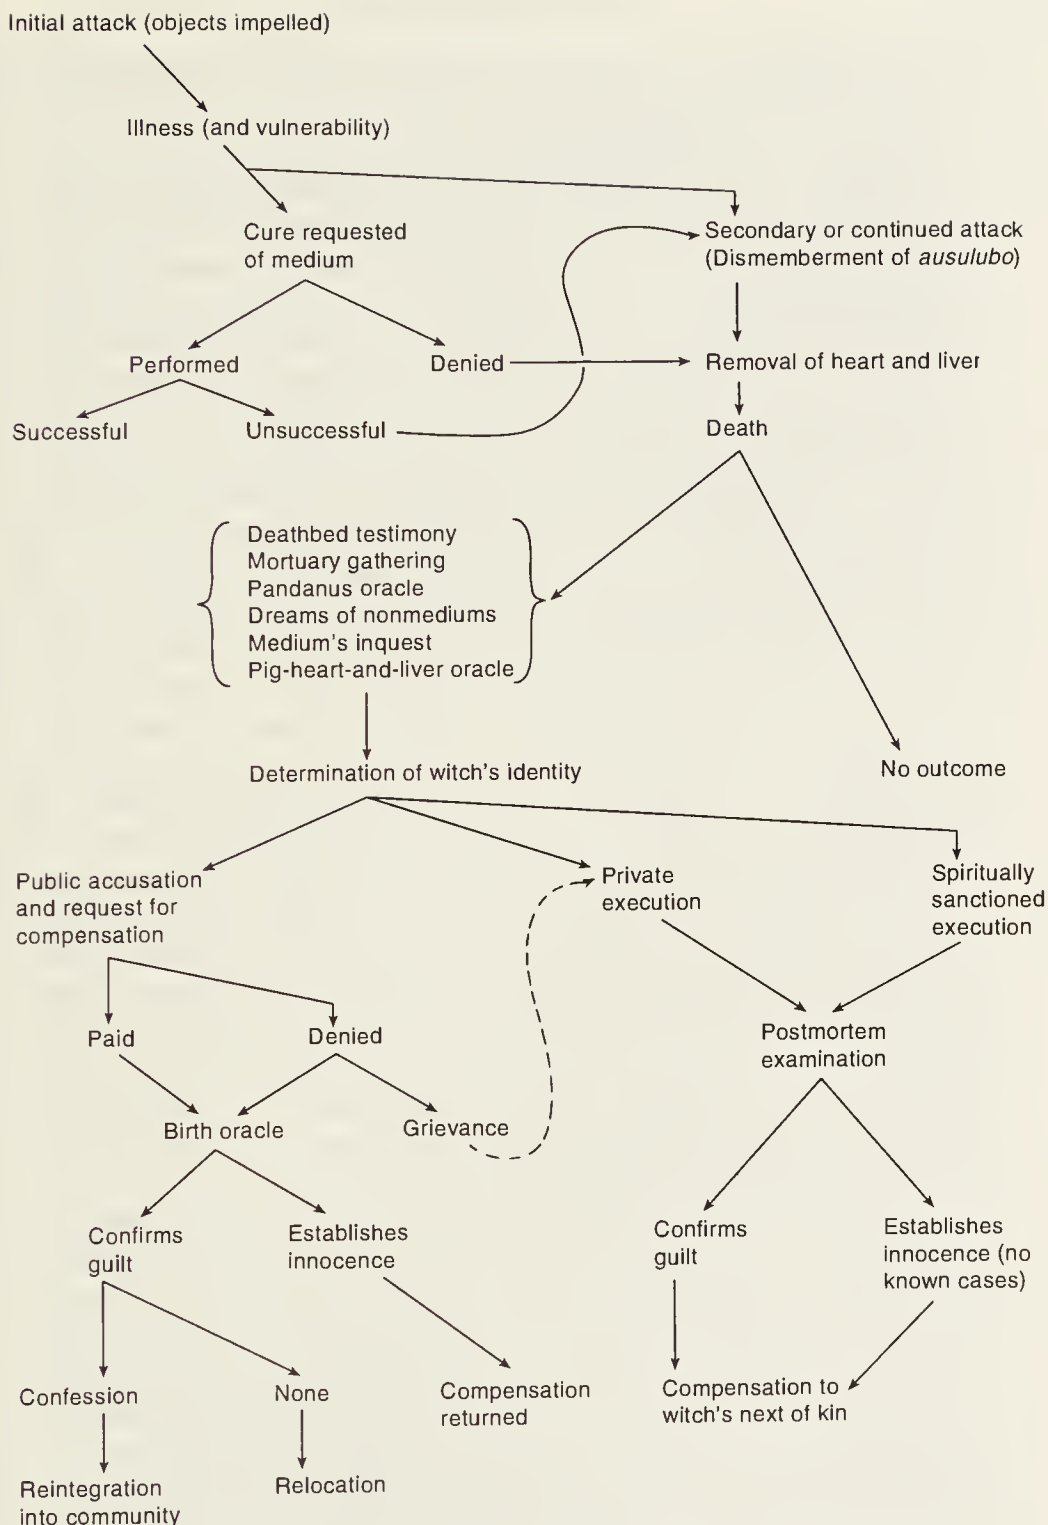 Initial attack (objects impelled)
Illness (and vulnerability)
Cure requested
of medium
Secondary or continued attack
(Dismemberment of ausulubo)
Performed
Denied
Removal of heart and liver
Successful
Unsuccessful
Death
Deathbed testimony
Mortuary gathering
Pandanus oracle
Dreams of nonmediums
Medium's inquest
Pig-heart-and-liver oracle
Determination of witch's identity
No outcome
Public accusation
and request for
compensation
Private
execution
Spiritually
sanctioned
execution
Paid
Denied
Postmortem
examination
Birth oracle
Grievance
Confirms
guilt
Establishes
innocence
Confirms
guilt
Establishes
innocence (no
known cases)
Confession
None
Compensation
returned
Compensation to
witch's next of kin
Reintegration
into community
Relocation